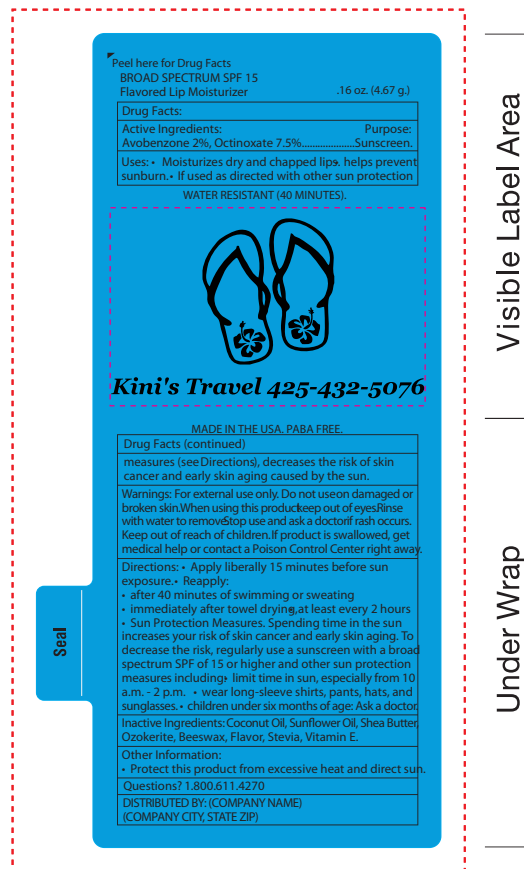 Peel here for Drug Facts
BROAD SPECTRUM SPF 15
Flavored Lip Moisturizer .16 oz. (4.67 g.)
Drug Facts:
Active Ingredients: Purpose:
Avobenzone 2%, Octinoxate 7.5%.....................Sunscreen.
Uses: • Moisturizes dry and chapped lips. • helps prevent
sunburn. • If used as directed with other sun protection
WATER RESISTANT (40 MINUTES).
Kini's Travel 425-432-5076
MADE IN THE USA. PABA FREE.
Drug Facts (continued)
measures (see Directions), decreases the risk of skin
cancer and early skin aging caused by the sun.
Warnings: For external use only. Do not use on damaged or
broken skin. When using this product keep out of eyes. Rinse
with water to remove. Stop use and ask a doctor if rash occurs.
Keep out of reach of children. If product is swallowed, get
medical help or contact a Poison Control Center right away.
Directions: • Apply liberally 15 minutes before sun
exposure. • Reapply:
• after 40 minutes of swimming or sweating
• immediately after towel drying, • at least every 2 hours
• Sun Protection Measures. Spending time in the sun
increases your risk of skin cancer and early skin aging. To
decrease the risk, regularly use a sunscreen with a broad
spectrum SPF of 15 or higher and other sun protection
measures including • limit time in sun, especially from 10
a.m. - 2 p.m. • wear long-sleeve shirts, pants, hats, and
sunglasses. • children under six months of age: Ask a doctor.
Inactive Ingredients: Coconut Oil, Sunflower Oil, Shea Butter,
Ozokerite, Beeswax, Flavor, Stevia, Vitamin E.
Other Information:
• Protect this product from excessive heat and direct sun.
Questions? 1.800.611.4270
DISTRIBUTED BY: (COMPANY NAME)
(COMPANY CITY, STATE ZIP)
Seal
Visible Label Area
Under Wrap